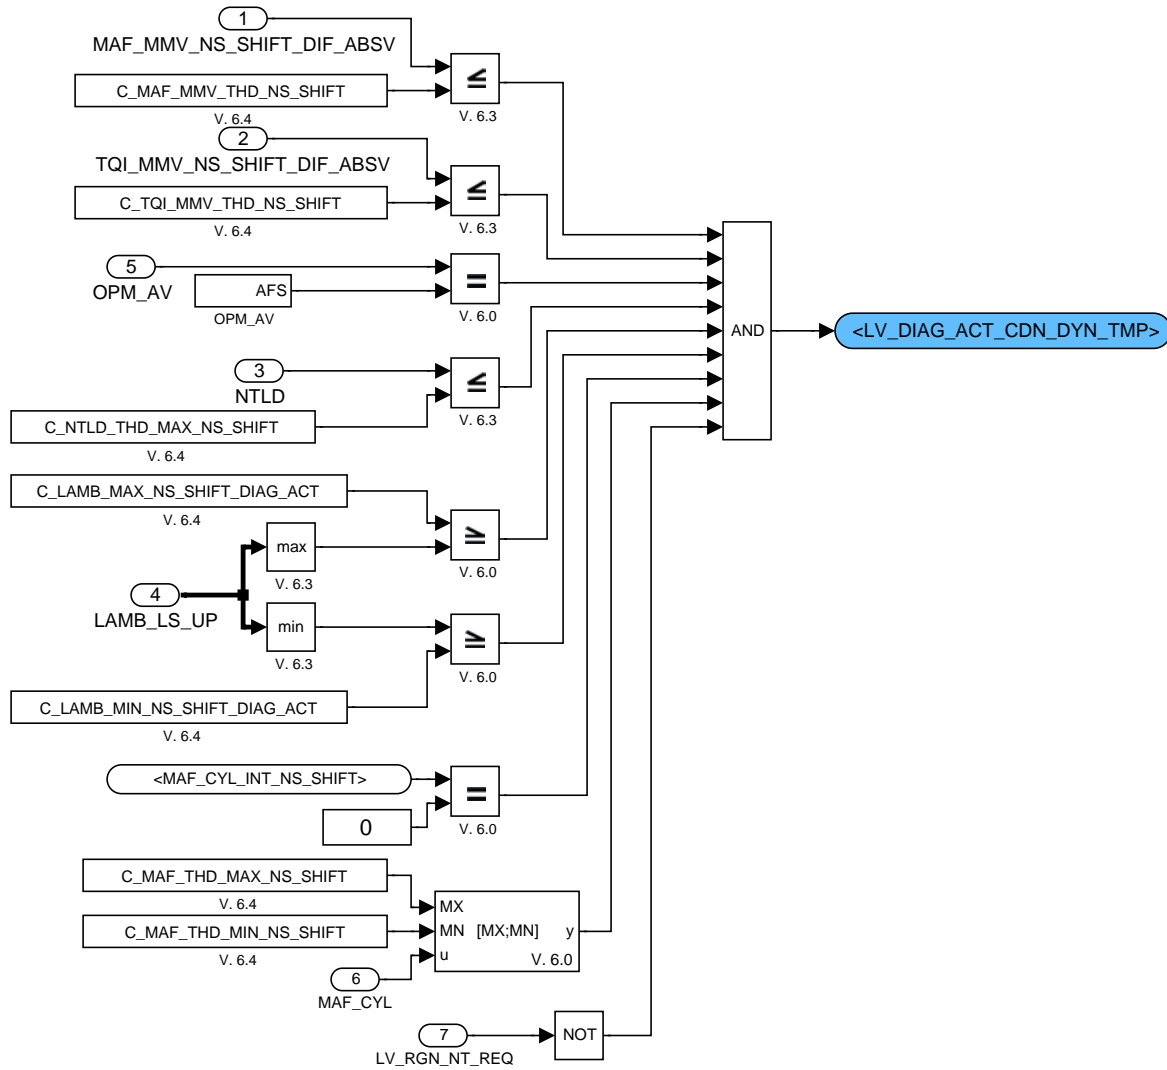 1
MAF_MMV_NS_SHIFT_DIF_ABSV
C_MAF_MMV_THD_NS_SHIFT
V. 6.4
≤
V. 6.3
2
TQI_MMV_NS_SHIFT_DIF_ABSV
C_TQI_MMV_THD_NS_SHIFT
V. 6.4
≤
V. 6.3
5
OPM_AV
AFS
OPM_AV
=
V. 6.0
3
NTLD
C_NTLD_THD_MAX_NS_SHIFT
V. 6.4
≤
V. 6.3
AND
<LV_DIAG_ACT_CDN_DYN_TMP>
C_LAMB_MAX_NS_SHIFT_DIAG_ACT
V. 6.4
max
V. 6.3
≥
V. 6.0
4
LAMB_LS_UP
min
V. 6.3
≥
V. 6.0
C_LAMB_MIN_NS_SHIFT_DIAG_ACT
V. 6.4
<MAF_CYL_INT_NS_SHIFT>
0
=
V. 6.0
C_MAF_THD_MAX_NS_SHIFT
V. 6.4
C_MAF_THD_MIN_NS_SHIFT
V. 6.4
MX
MN [MX;MN] y
u
V. 6.0
6
MAF_CYL
7
LV_RGN_NT_REQ
NOT